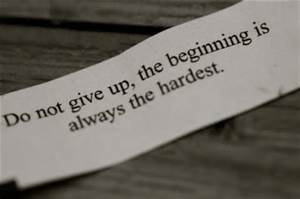 Do not give up, the beginning is
always the hardest.